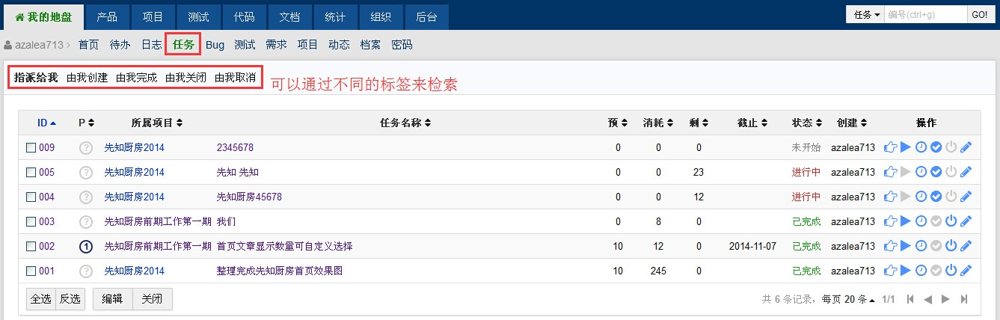 我的地盘 产品 项目 测试 代码 文档 统计 组织 后台 任务 编号(ctrl+g) GO!
azalea713 › 首页 待办 日志 任务 Bug 测试 需求 项目 动态 档案 密码
指派给我 由我创建 由我完成 由我关闭 由我取消 可以通过不同的标签来检索
ID P 所属项目 任务名称 预 消耗 剩 截止 状态 创建 操作
009 ? 先知厨房2014 2345678 0 0 0 未开始 azalea713
005 ? 先知厨房2014 先知 先知 0 0 23 进行中 azalea713
004 ? 先知厨房2014 先知厨房45678 0 0 12 进行中 azalea713
003 ? 先知厨房前期工作第一期 我们 0 8 0 已完成 azalea713
002 1 先知厨房前期工作第一期 首页文章显示数量可自定义选择 10 12 0 2014-11-07 已完成 azalea713
001 ? 先知厨房2014 整理完成先知厨房首页效果图 10 245 0 已完成 azalea713
全选 反选 编辑 关闭 共 6 条记录，每页 20 条 1/1